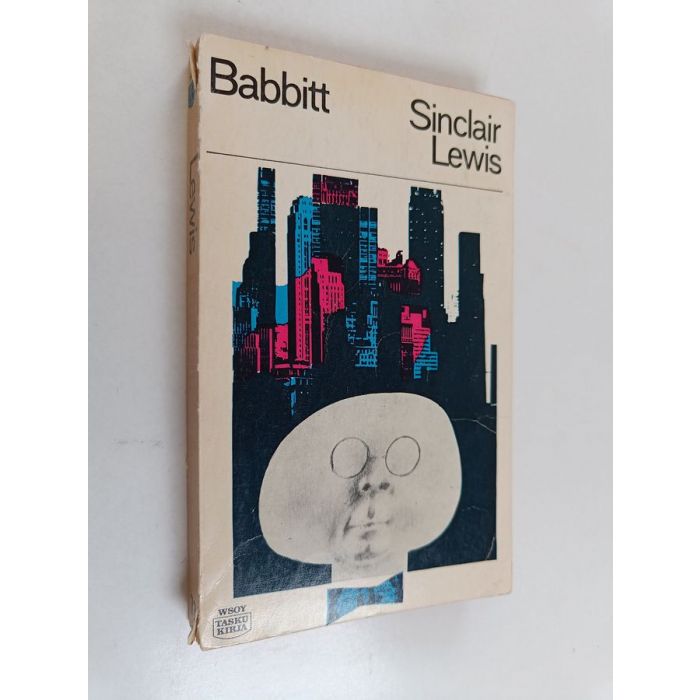 Babbitt
Sinclair
Lewis
Lewis
WSOY
TASKU
KIRJA